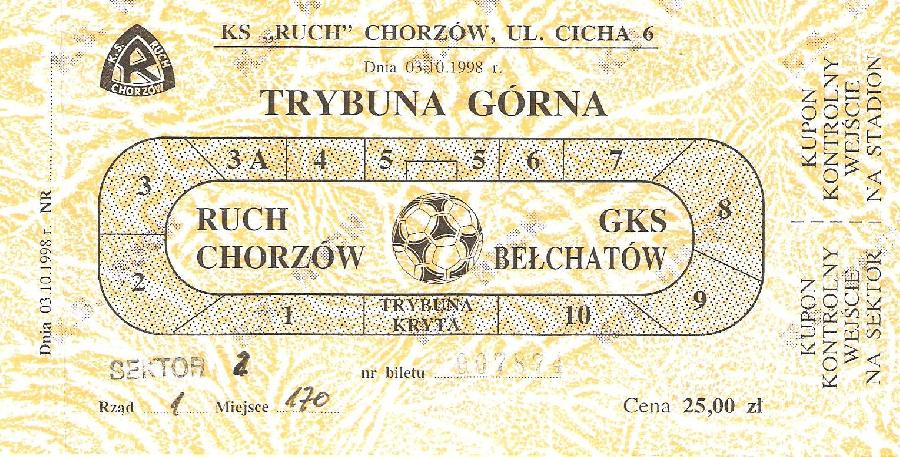 KS „RUCH” CHORZÓW, UL. CICHA 6
K.S. RUCH
CHORZÓW
Dnia 03.10.1998 r.
TRYBUNA GÓRNA
3 A 4 5 5 6 7
3 8
RUCH GKS
CHORZÓW BEŁCHATÓW
2 9
1 TRYBUNA 10
KRYTA
SEKTOR 2 nr biletu
Rząd 1 Miejsce 170 Cena 25,00 zł
Dnia 03.10.1998 r. NR
KUPON
KONTROLNY
WEJŚCIE
NA STADION
KUPON
KONTROLNY
WEJŚCIE
NA SEKTOR